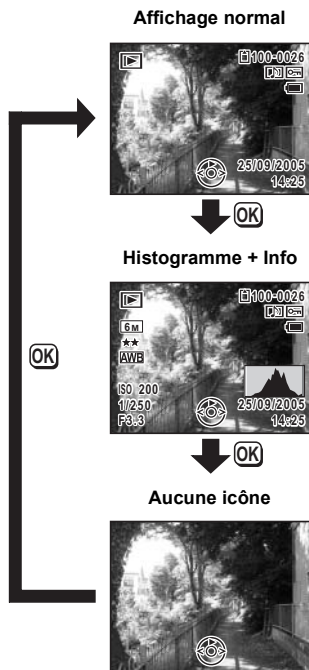 Affichage normal
100-0026
25/09/2005
14:25
OK
Histogramme + Info
100-0026
6M
★★
AWB
ISO 200
1/250
F3.3
25/09/2005
14:25
OK
OK
Aucune icône